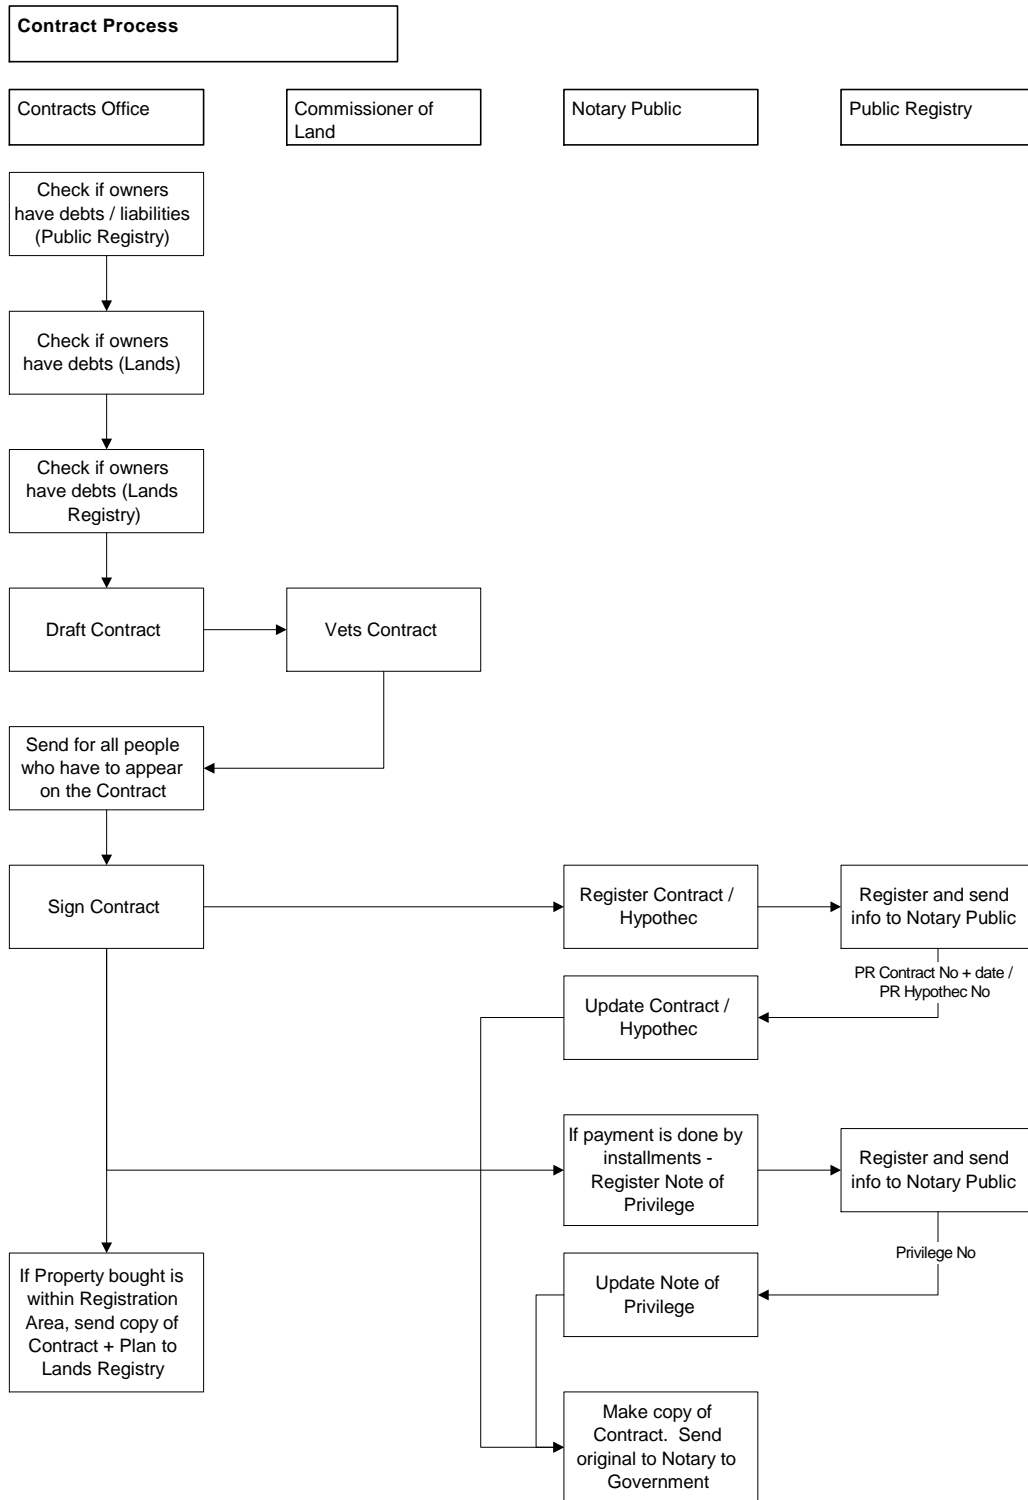 Contract Process
Contracts Office
Commissioner of
Land
Notary Public
Public Registry
Check if owners
have debts / liabilities
(Public Registry)
Check if owners
have debts (Lands)
Check if owners
have debts (Lands
Registry)
Draft Contract
Vets Contract
Send for all people
who have to appear
on the Contract
Sign Contract
Register Contract /
Hypothec
Register and send
info to Notary Public
PR Contract No + date /
PR Hypothec No
Update Contract /
Hypothec
If payment is done by
installments -
Register Note of
Privilege
Register and send
info to Notary Public
Privilege No
If Property bought is
within Registration
Area, send copy of
Contract + Plan to
Lands Registry
Update Note of
Privilege
Make copy of
Contract.  Send
original to Notary to
Government